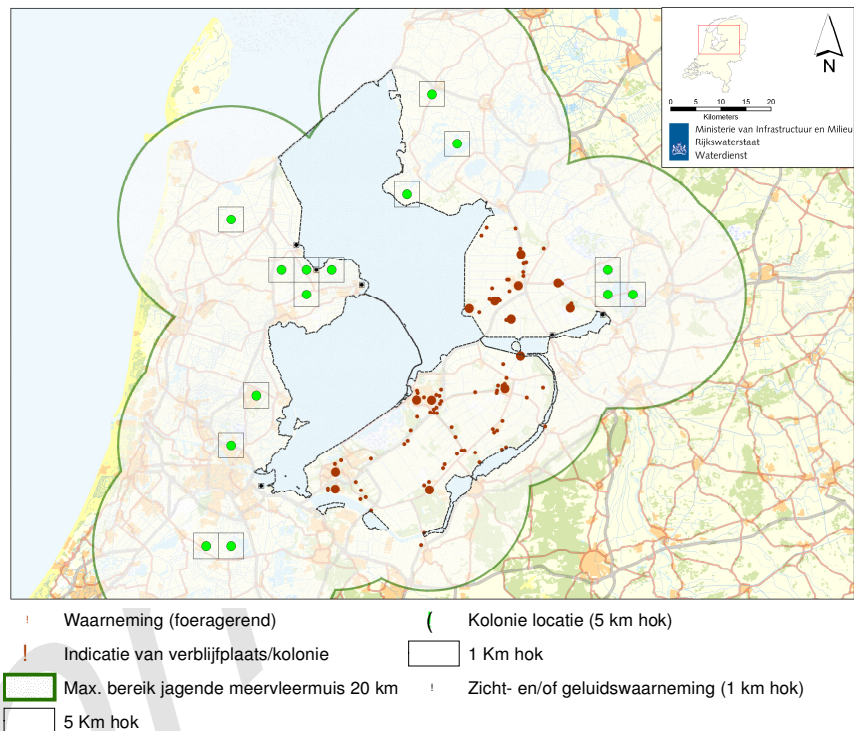 N
0 5 10 15 20
Kilometers
Ministerie van Infrastructuur en Milieu
Rijkswaterstaat
Waterdienst
! Waarneming (foeragerend)
( Kolonie locatie (5 km hok)
! Indicatie van verblijfplaats/kolonie
1 Km hok
Max. bereik jagende meervleermuis 20 km
! Zicht- en/of geluidswaarneming (1 km hok)
5 Km hok